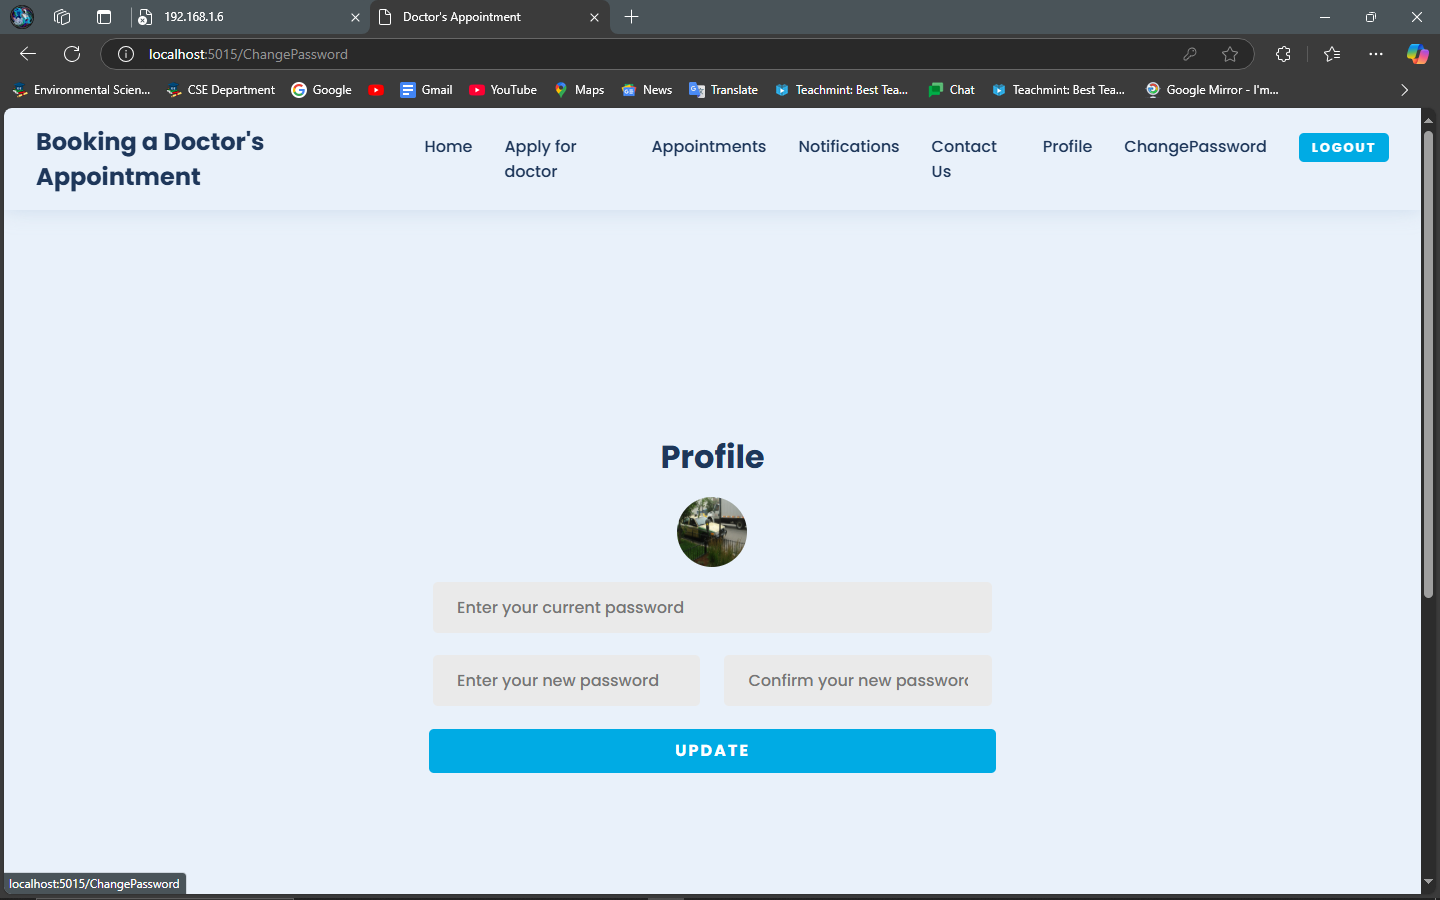 192.168.1.6
Doctor's Appointment
localhost:5015/ChangePassword
Environmental Scien...
CSE Department
Google
Gmail
YouTube
Maps
News
Translate
Teachmint: Best Tea...
Chat
Teachmint: Best Tea...
Google Mirror - I'm...
Booking a Doctor's
Appointment
Home
Apply for
doctor
Appointments
Notifications
Contact
Us
Profile
ChangePassword
LOGOUT
Profile
Enter your current password
Enter your new password
Confirm your new password
UPDATE
localhost:5015/ChangePassword